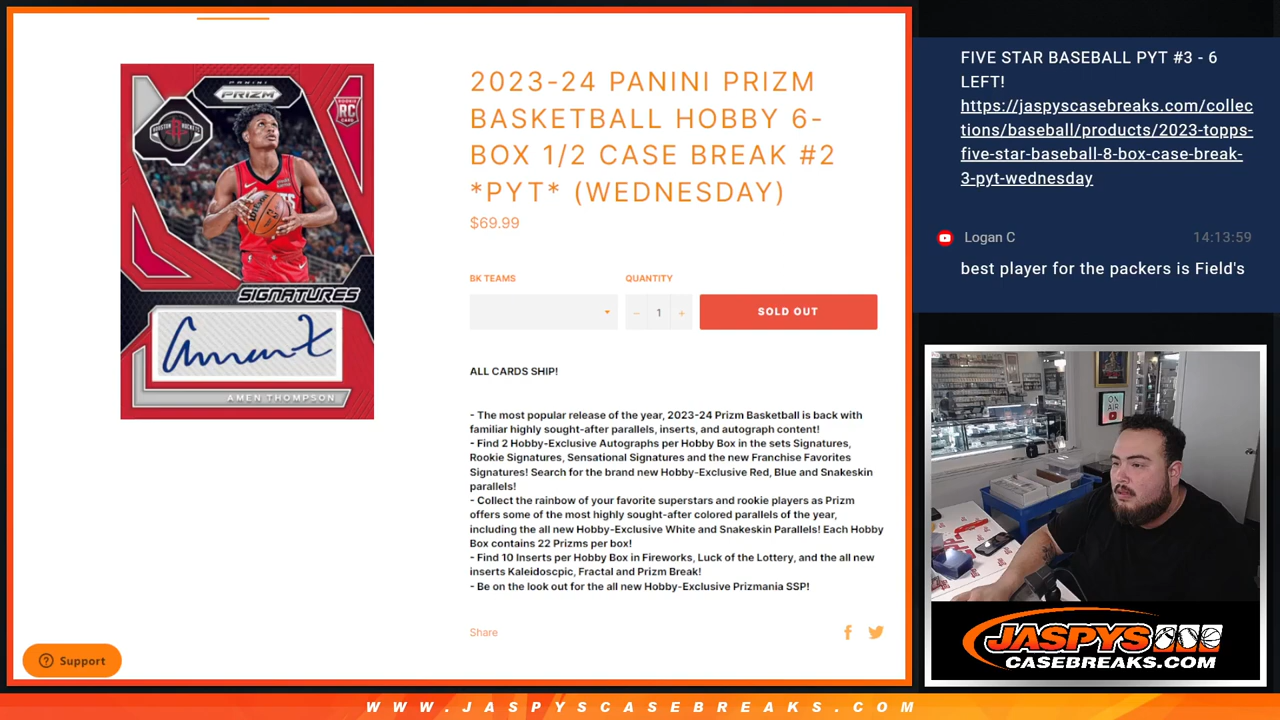 PANINI
PRIZM
ROOKIE
RC
SIGNATURES
AMEN THOMPSON
2023-24 PANINI PRIZM
BASKETBALL HOBBY 6-
BOX 1/2 CASE BREAK #2
*PYT* (WEDNESDAY)
$69.99
BK TEAMS
QUANTITY
− 1 +
SOLD OUT
ALL CARDS SHIP!
- The most popular release of the year, 2023-24 Prizm Basketball is back with
familiar highly sought-after parallels, inserts, and autograph content!
- Find 2 Hobby-Exclusive Autographs per Hobby Box in the sets Signatures,
Rookie Signatures, Sensational Signatures and the new Franchise Favorites
Signatures! Search for the brand new Hobby-Exclusive Red, Blue and Snakeskin
parallels!
- Collect the rainbow of your favorite superstars and rookie players as Prizm
offers some of the most highly sought-after colored parallels of the year,
including the all new Hobby-Exclusive White and Snakeskin Parallels! Each Hobby
Box contains 22 Prizms per box!
- Find 10 Inserts per Hobby Box in Fireworks, Luck of the Lottery, and the all new
inserts Kaleidoscpic, Fractal and Prizm Break!
- Be on the look out for the all new Hobby-Exclusive Prizmania SSP!
Share
Support
FIVE STAR BASEBALL PYT #3 - 6
LEFT!
https://jaspyscasebreaks.com/collec
tions/baseball/products/2023-topps-
five-star-baseball-8-box-case-break-
3-pyt-wednesday
Logan C 14:13:59
best player for the packers is Field's
ON
AIR
JASPYS
CASEBREAKS.COM
WWW.JASPYSCASEBREAKS.COM